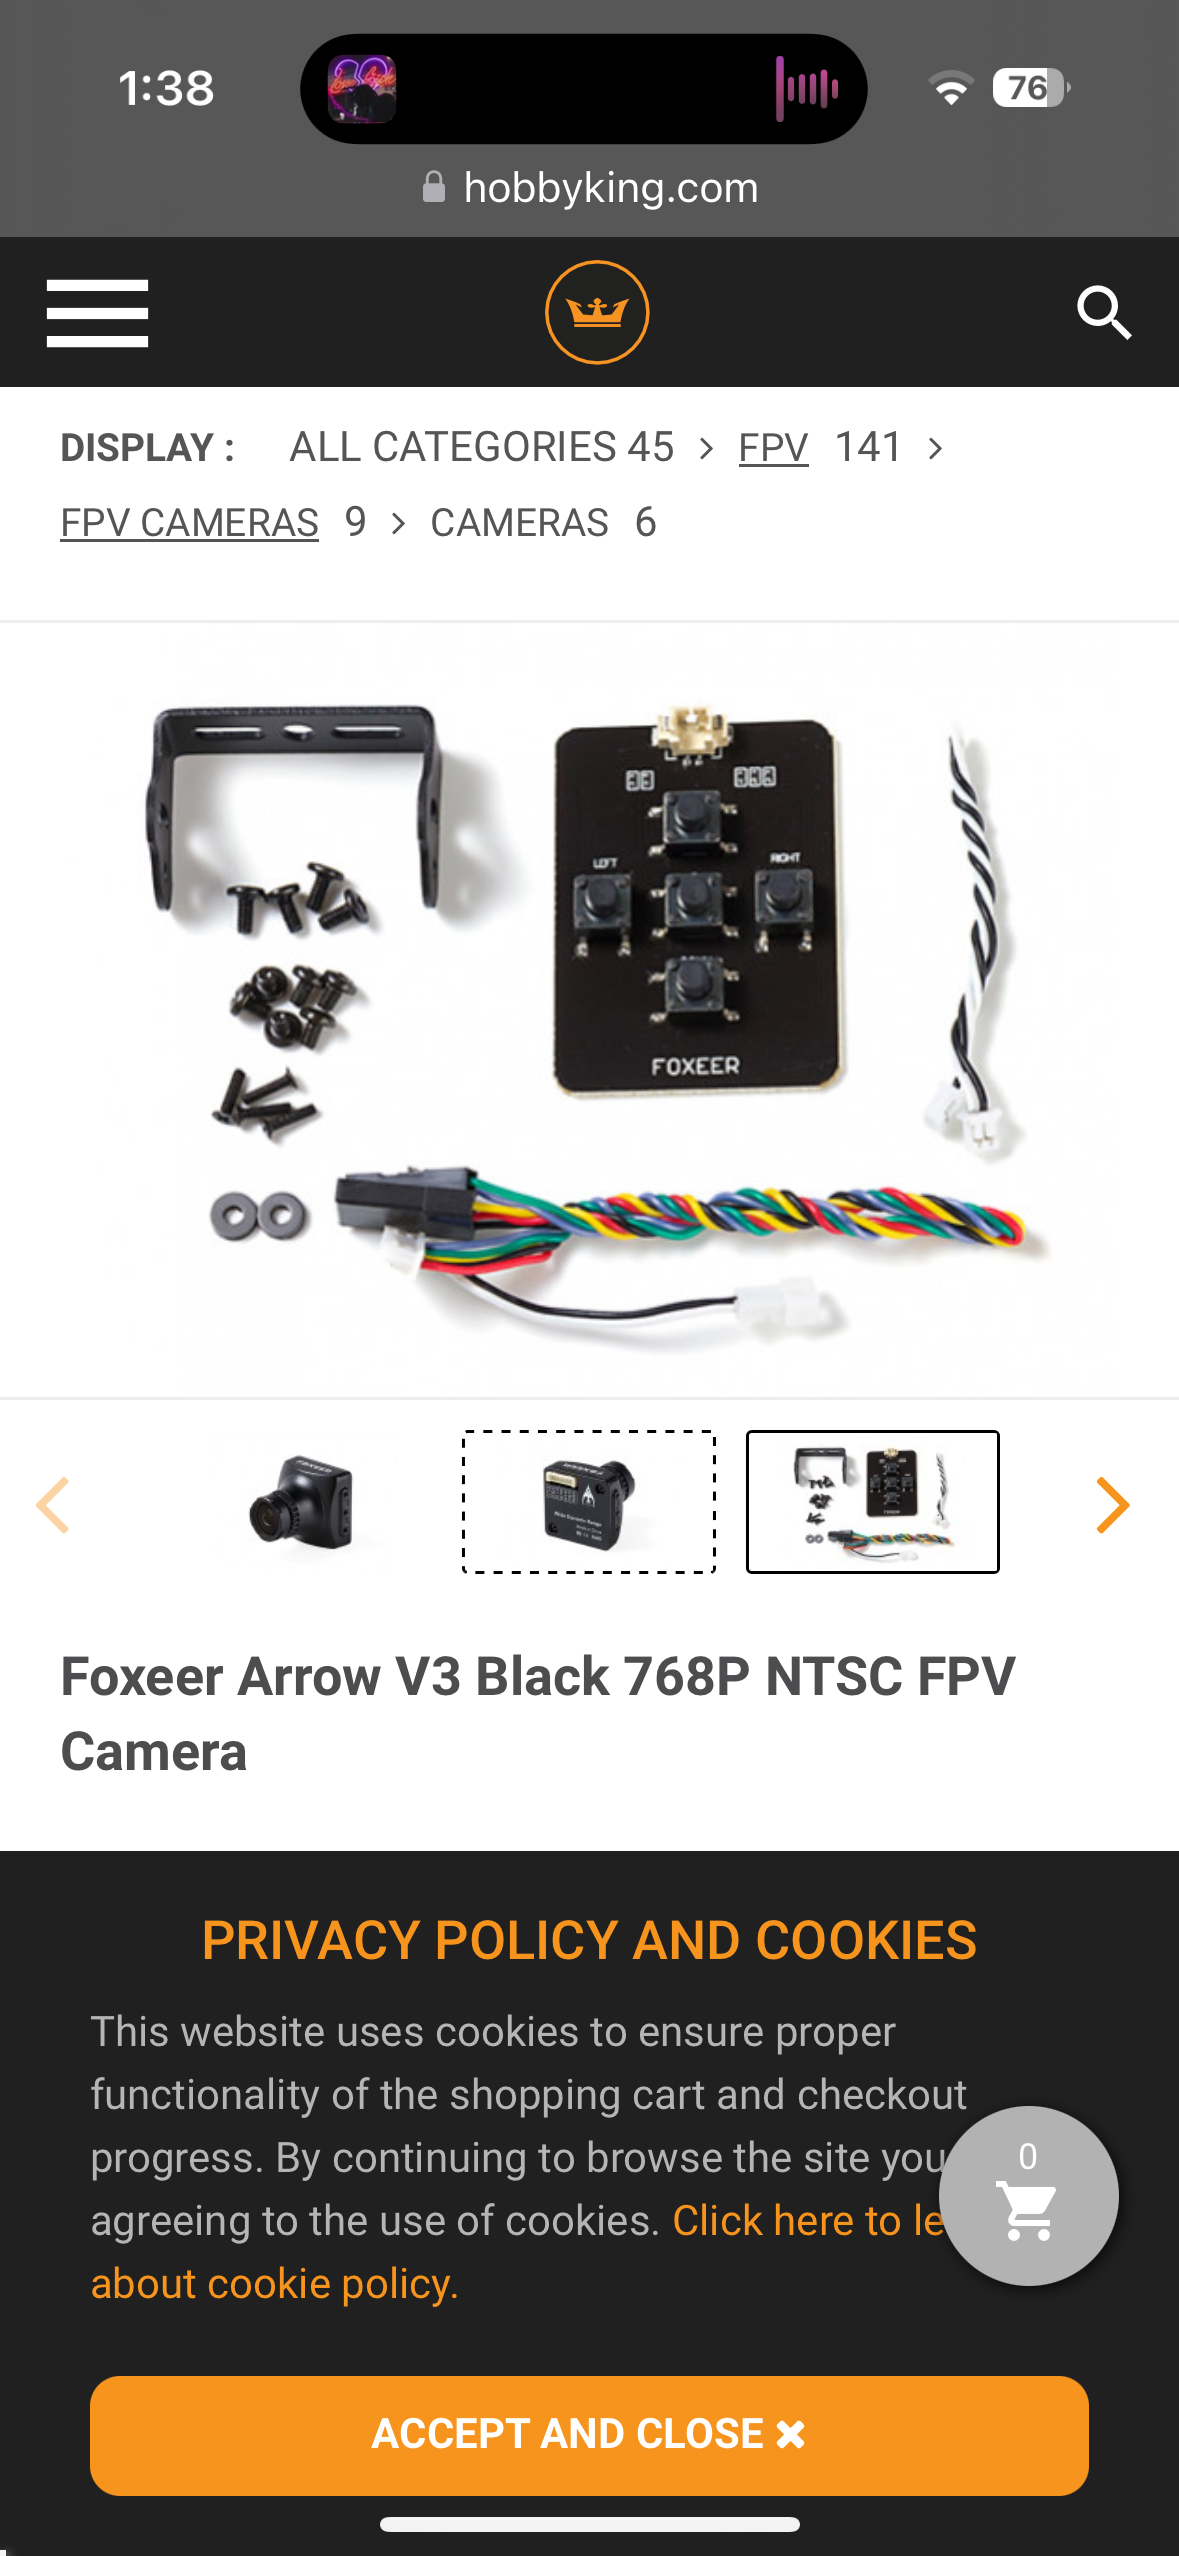 1:38
76
hobbyking.com
DISPLAY : ALL CATEGORIES 45 > FPV 141 >
FPV CAMERAS 9 > CAMERAS 6
LEFT
RIGHT
FOXEER
Foxeer Arrow V3 Black 768P NTSC FPV
Camera
PRIVACY POLICY AND COOKIES
This website uses cookies to ensure proper
functionality of the shopping cart and checkout
progress. By continuing to browse the site you
agreeing to the use of cookies. Click here to le
about cookie policy.
0
ACCEPT AND CLOSE ✖